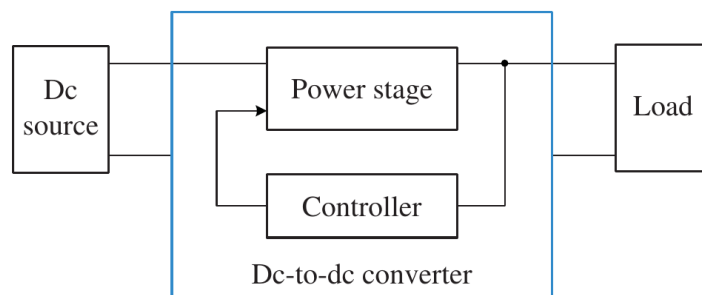 Dc
source
Power stage
Load
Controller
Dc-to-dc converter